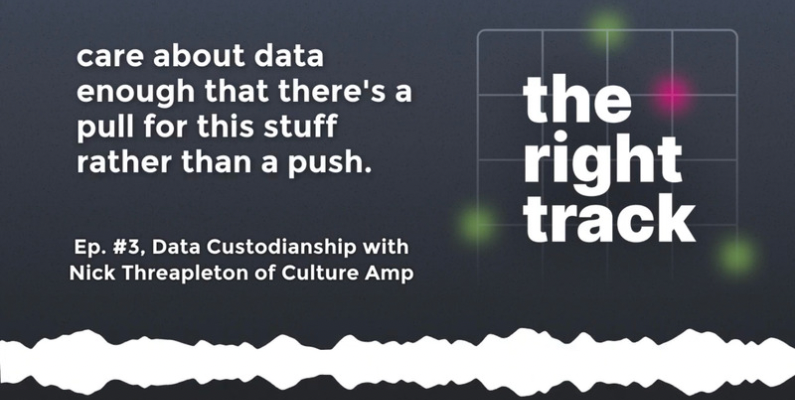 care about data
enough that there's a
pull for this stuff
rather than a push.
Ep. #3, Data Custodianship with
Nick Threapleton of Culture Amp
the
right
track